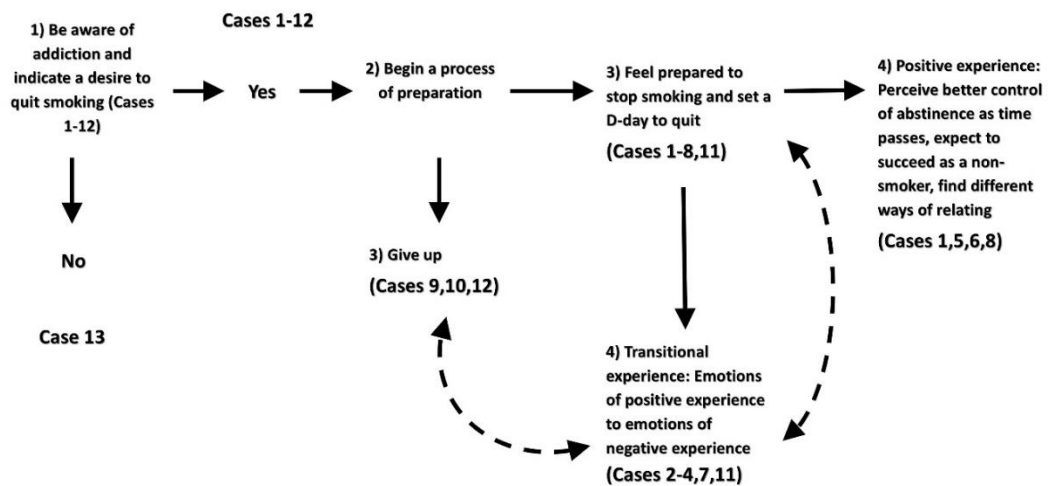 1) Be aware of
addiction and
indicate a desire to
quit smoking (Cases
1-12)
No
Case 13
Cases 1-12
Yes
2) Begin a process
of preparation
3) Give up
(Cases 9,10,12)
3) Feel prepared to
stop smoking and set a
D-day to quit
(Cases 1-8,11)
4) Transitional
experience: Emotions
of positive experience
to emotions of
negative experience
(Cases 2-4,7,11)
4) Positive experience:
Perceive better control
of abstinence as time
passes, expect to
succeed as a non-
smoker, find different
ways of relating
(Cases 1,5,6,8)